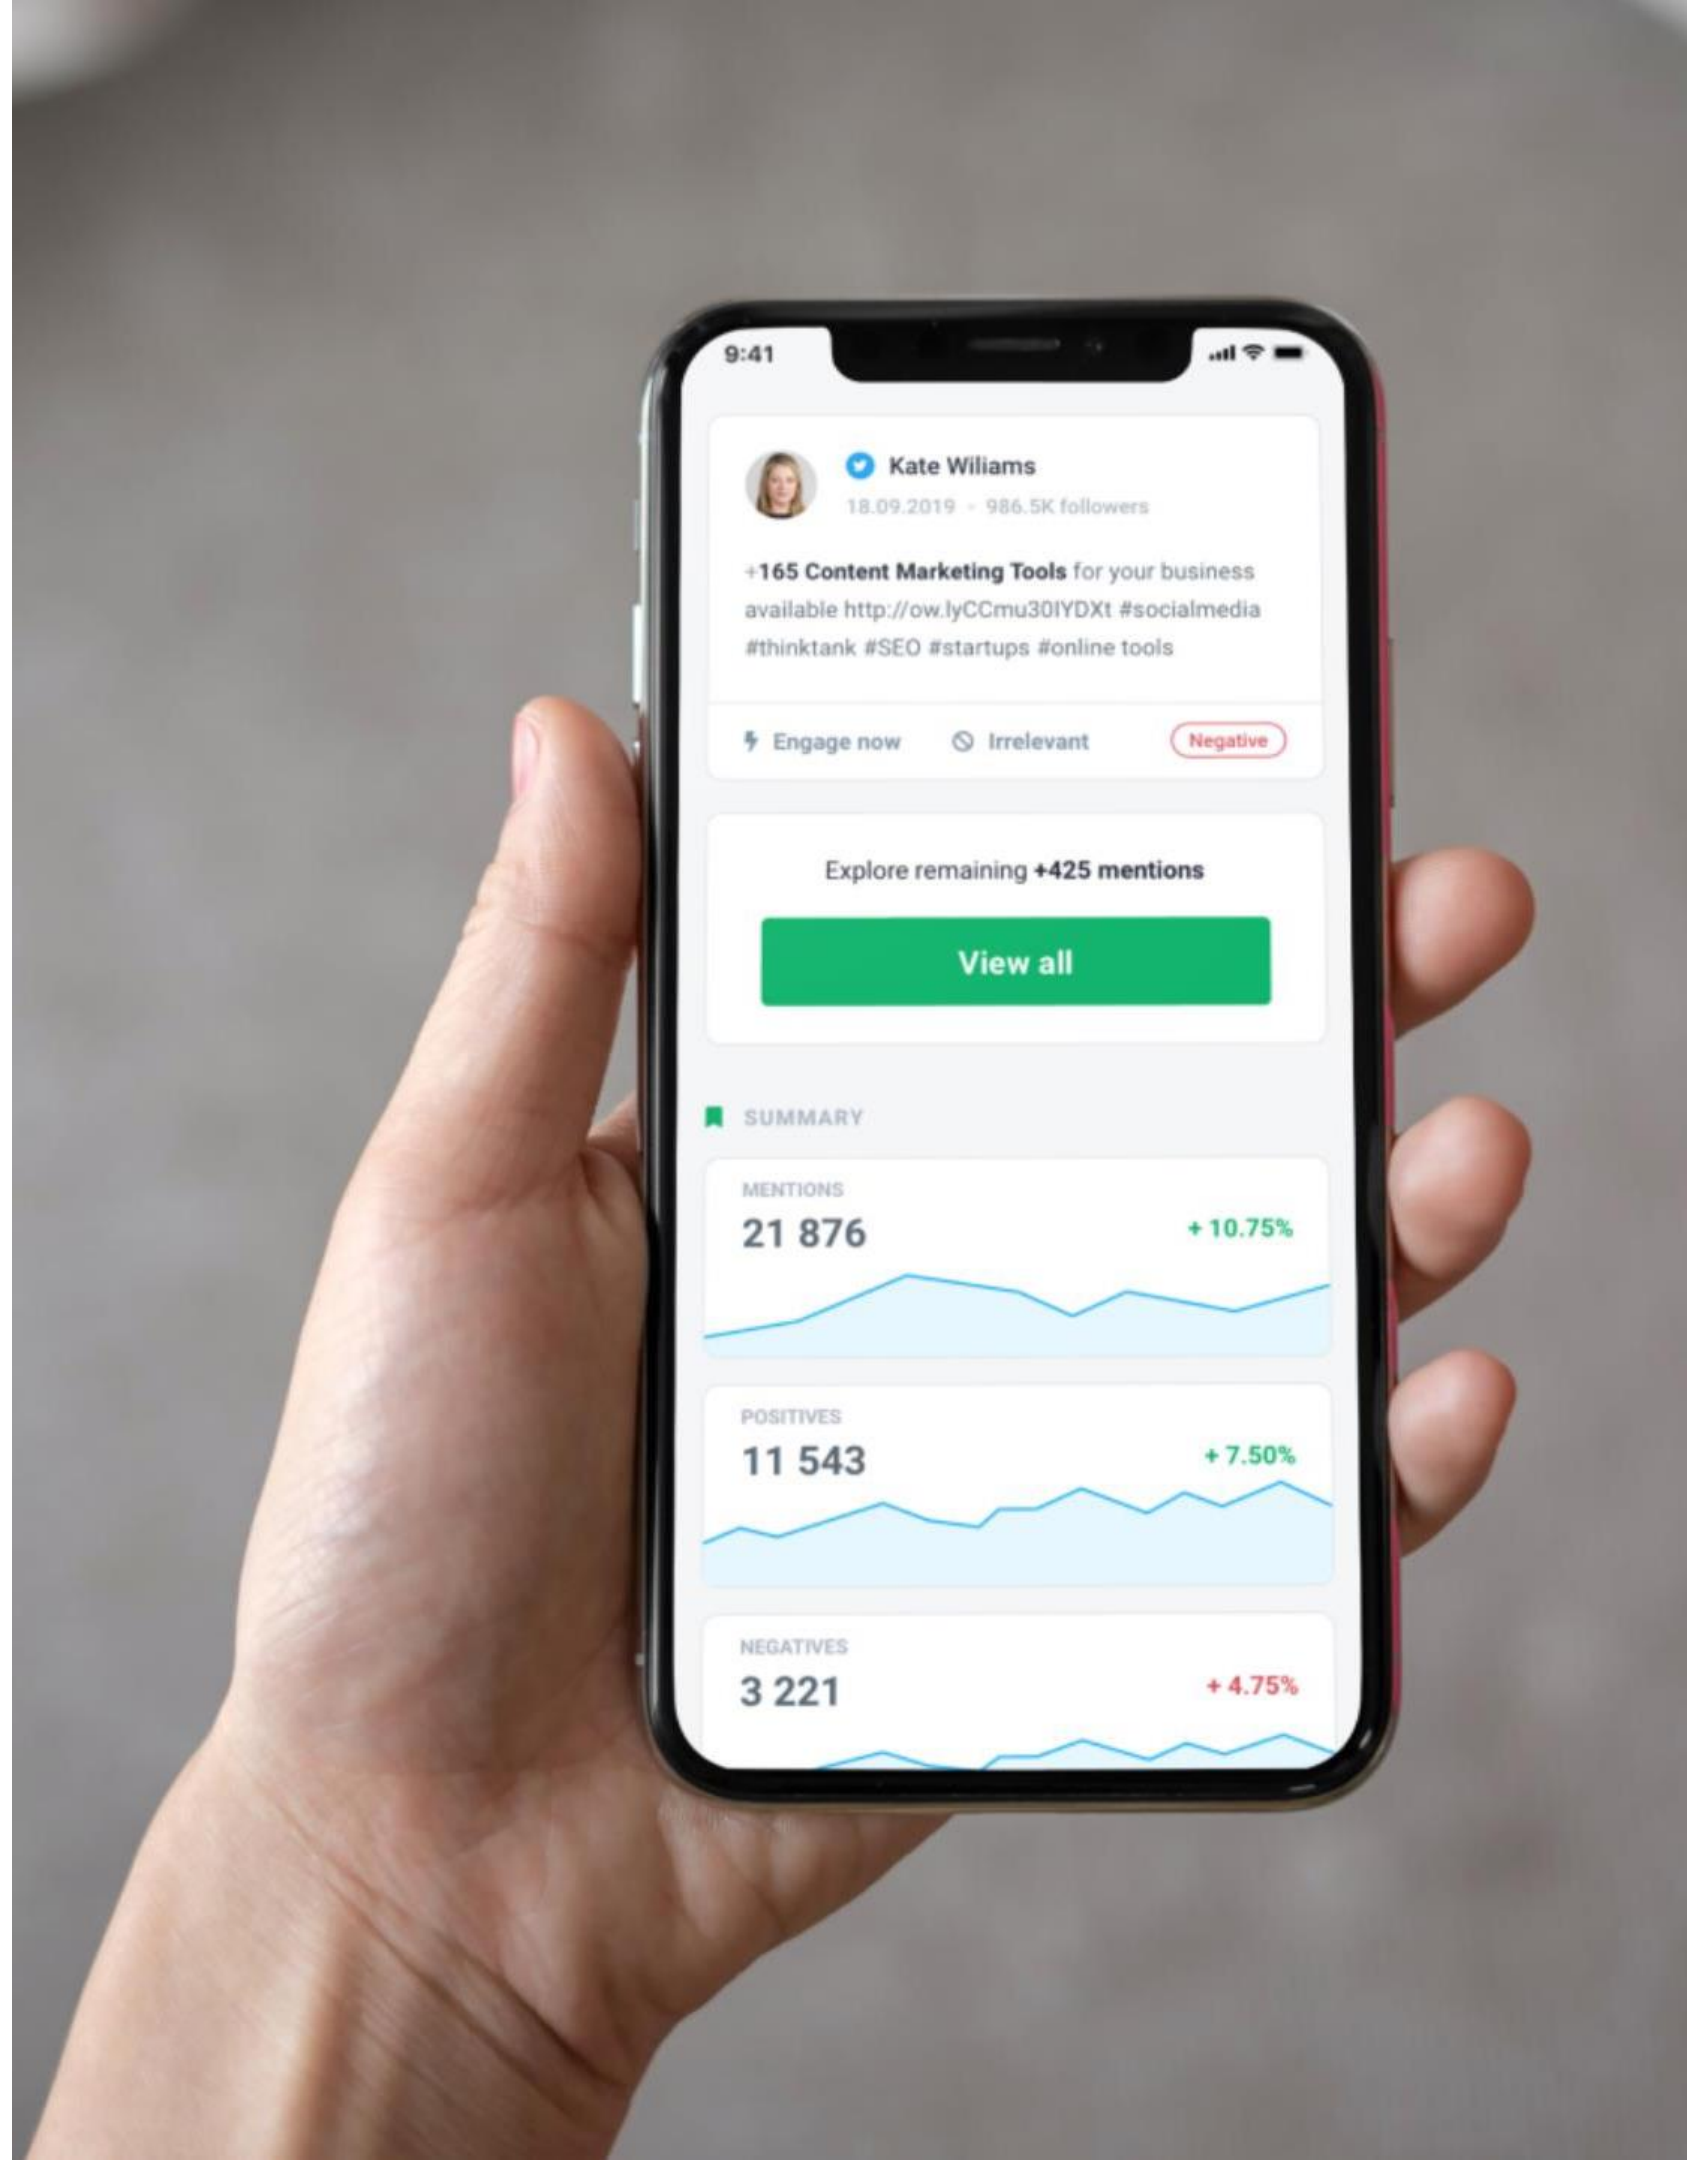 9:41
Kate Wiliams
18.09.2019 • 986.5K followers
+165 Content Marketing Tools for your business
available http://ow.lyCCmu30IYDXt #socialmedia
#thinktank #SEO #startups #online tools
Engage now Irrelevant Negative
Explore remaining +425 mentions
View all
SUMMARY
MENTIONS
21 876 + 10.75%
POSITIVES
11 543 + 7.50%
NEGATIVES
3 221 + 4.75%